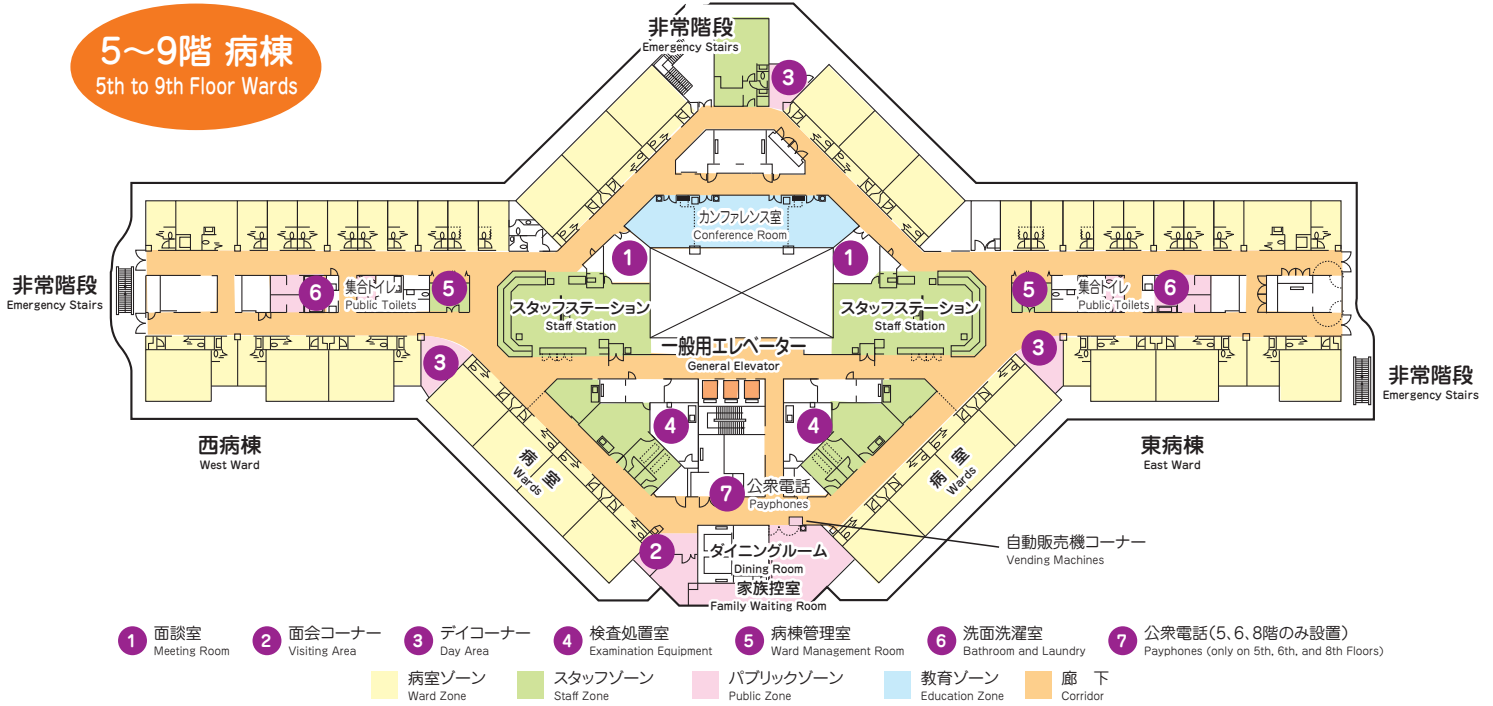 5〜9階 病棟
5th to 9th Floor Wards
非常階段
Emergency Stairs
3
カンファレンス室
Conference Room
1
1
非常階段
Emergency Stairs
6
集合トイレ
Public Toilets
5
スタッフステーション
Staff Station
スタッフステーション
Staff Station
5
集合トイレ
Public Toilets
6
一般用エレベーター
General Elevator
3
3
非常階段
Emergency Stairs
4
4
西病棟
West Ward
東病棟
East Ward
病室
Wards
病室
Wards
7
公衆電話
Payphones
自動販売機コーナー
Vending Machines
2
ダイニングルーム
Dining Room
家族控室
Family Waiting Room
1 面談室
Meeting Room
2 面会コーナー
Visiting Area
3 デイコーナー
Day Area
4 検査処置室
Examination Equipment
5 病棟管理室
Ward Management Room
6 洗面洗濯室
Bathroom and Laundry
7 公衆電話(5、6、8階のみ設置)
Payphones (only on 5th, 6th, and 8th Floors)
病室ゾーン
Ward Zone
スタッフゾーン
Staff Zone
パブリックゾーン
Public Zone
教育ゾーン
Education Zone
廊 下
Corridor